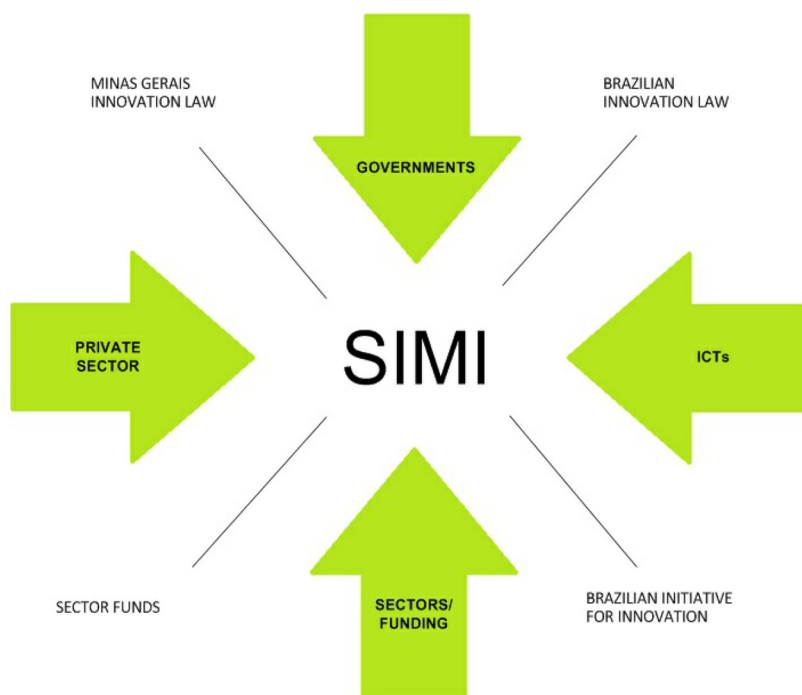 MINAS GERAIS
INNOVATION LAW
BRAZILIAN
INNOVATION LAW
GOVERNMENTS
PRIVATE
SECTOR
SIMI
ICTs
SECTOR FUNDS
SECTORS/
FUNDING
BRAZILIAN INITIATIVE
FOR INNOVATION